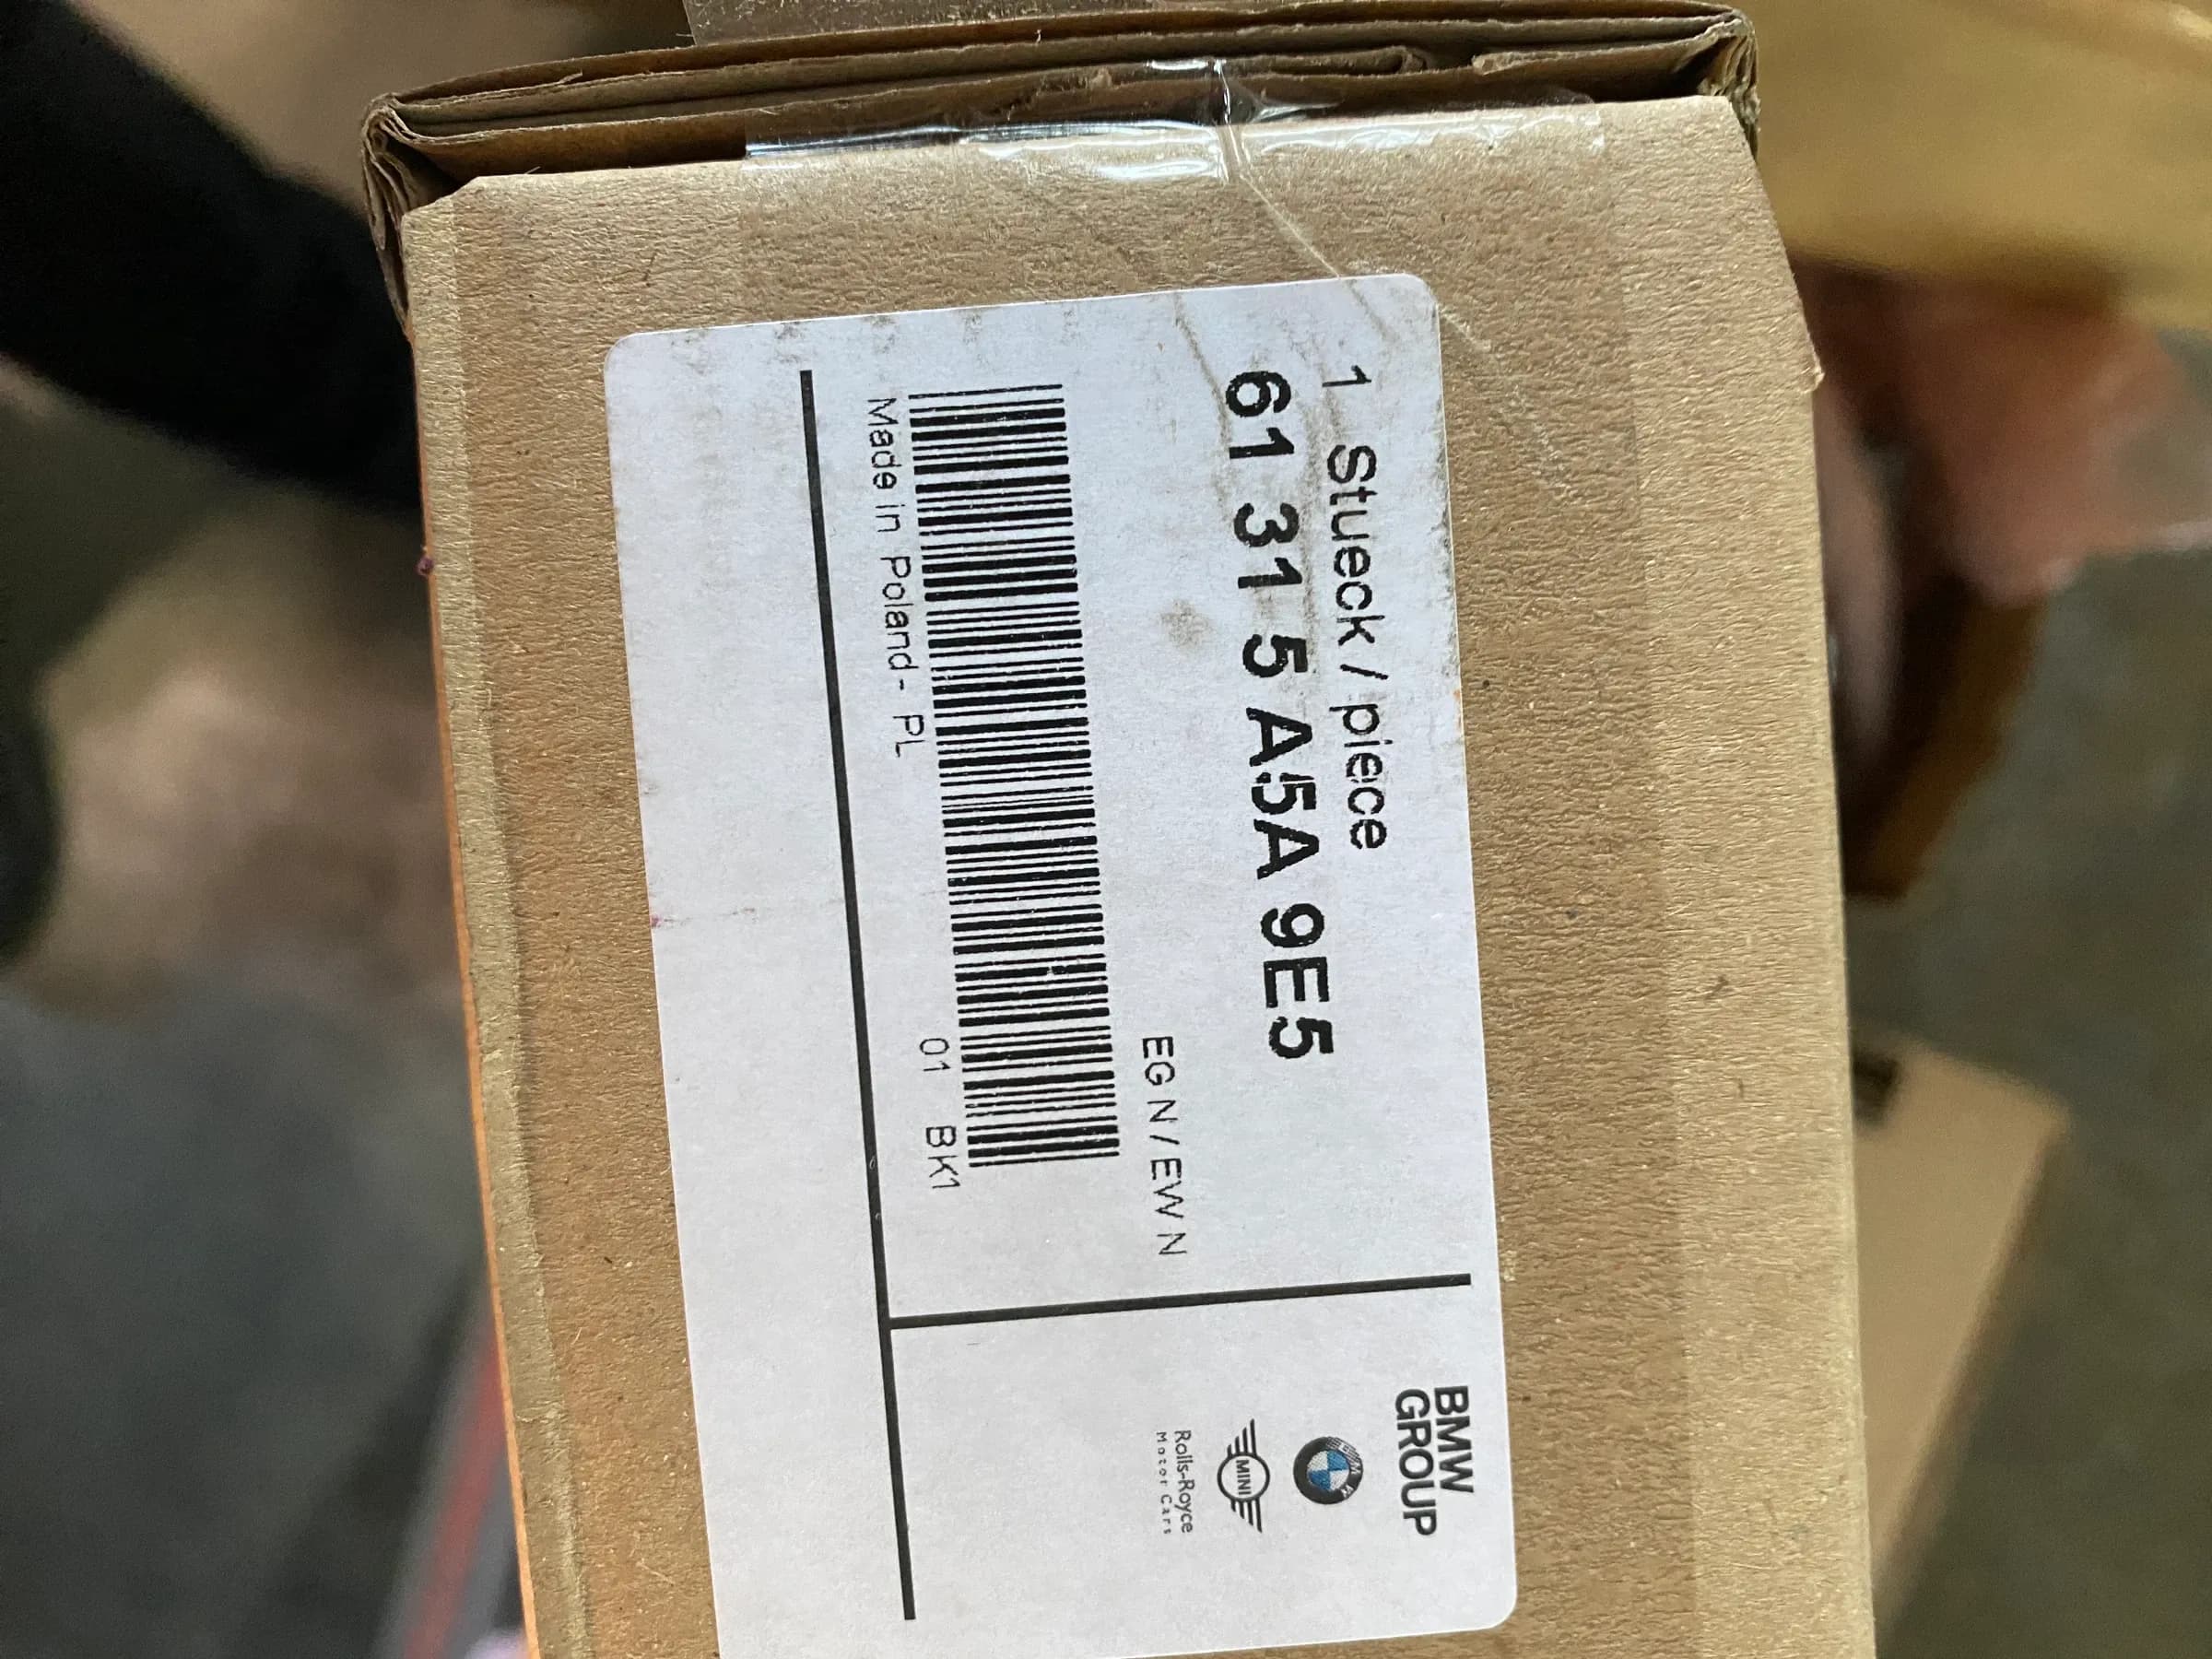 1 Stueck / piece
61 31 5 A5A 9E5
EG N / EW N
Made in Poland - PL
01 BK1
BMW
GROUP
MINI
Rolls-Royce
Motor Cars